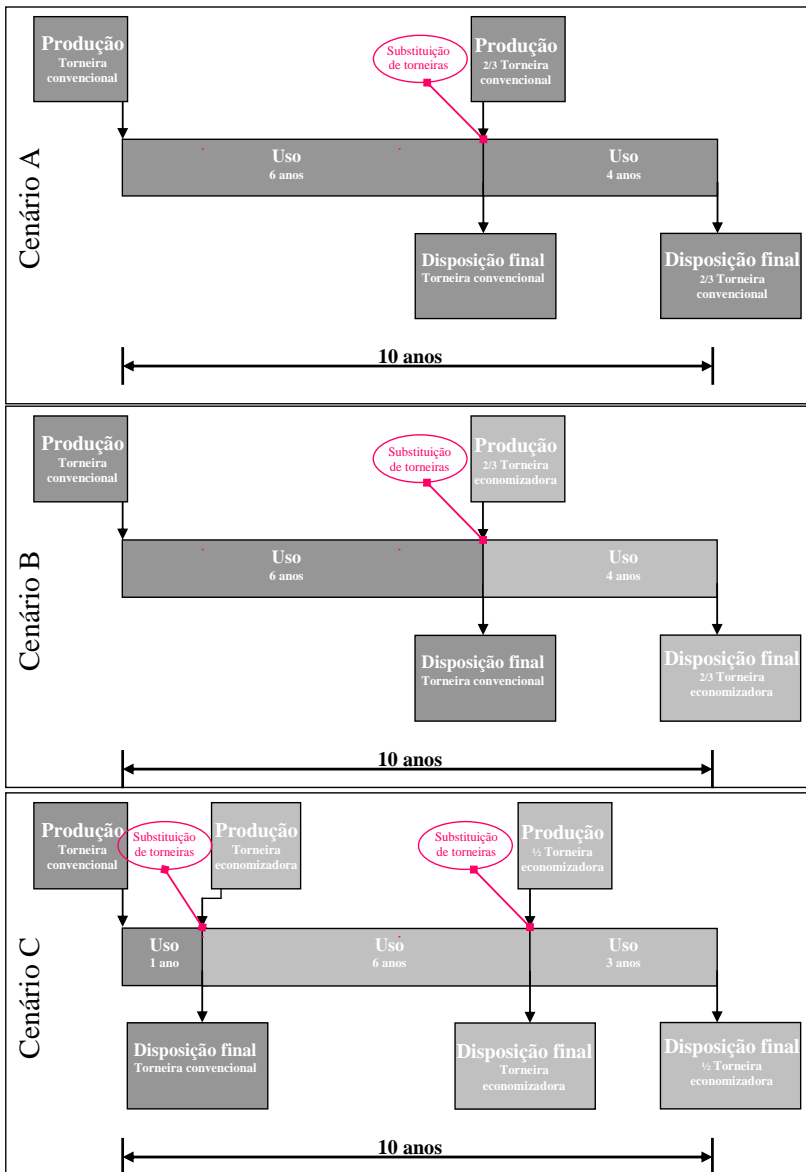 Cenário A
Produção
Torneira
convencional
Substituição
de torneiras
Produção
2/3 Torneira
convencional
Uso
6 anos
Uso
4 anos
Disposição final
Torneira convencional
Disposição final
2/3 Torneira
convencional
10 anos
Cenário B
Produção
Torneira
convencional
Substituição
de torneiras
Produção
2/3 Torneira
economizadora
Uso
6 anos
Uso
4 anos
Disposição final
Torneira convencional
Disposição final
2/3 Torneira
economizadora
10 anos
Cenário C
Produção
Torneira
convencional
Substituição
de torneiras
Produção
Torneira
economizadora
Substituição
de torneiras
Produção
½ Torneira
economizadora
Uso
1 ano
Uso
6 anos
Uso
3 anos
Disposição final
Torneira convencional
Disposição final
Torneira
economizadora
Disposição final
½ Torneira
economizadora
10 anos